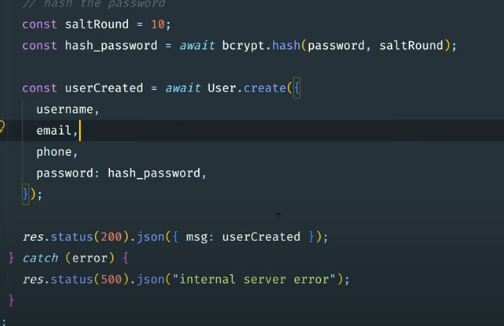 // hash the password
const saltRound = 10;
const hash_password = await bcrypt.hash(password, saltRound);
const userCreated = await User.create({
username,
email,
phone,
password: hash_password,
});
res.status(200).json({ msg: userCreated });
} catch (error) {
res.status(500).json("internal server error");
}
;